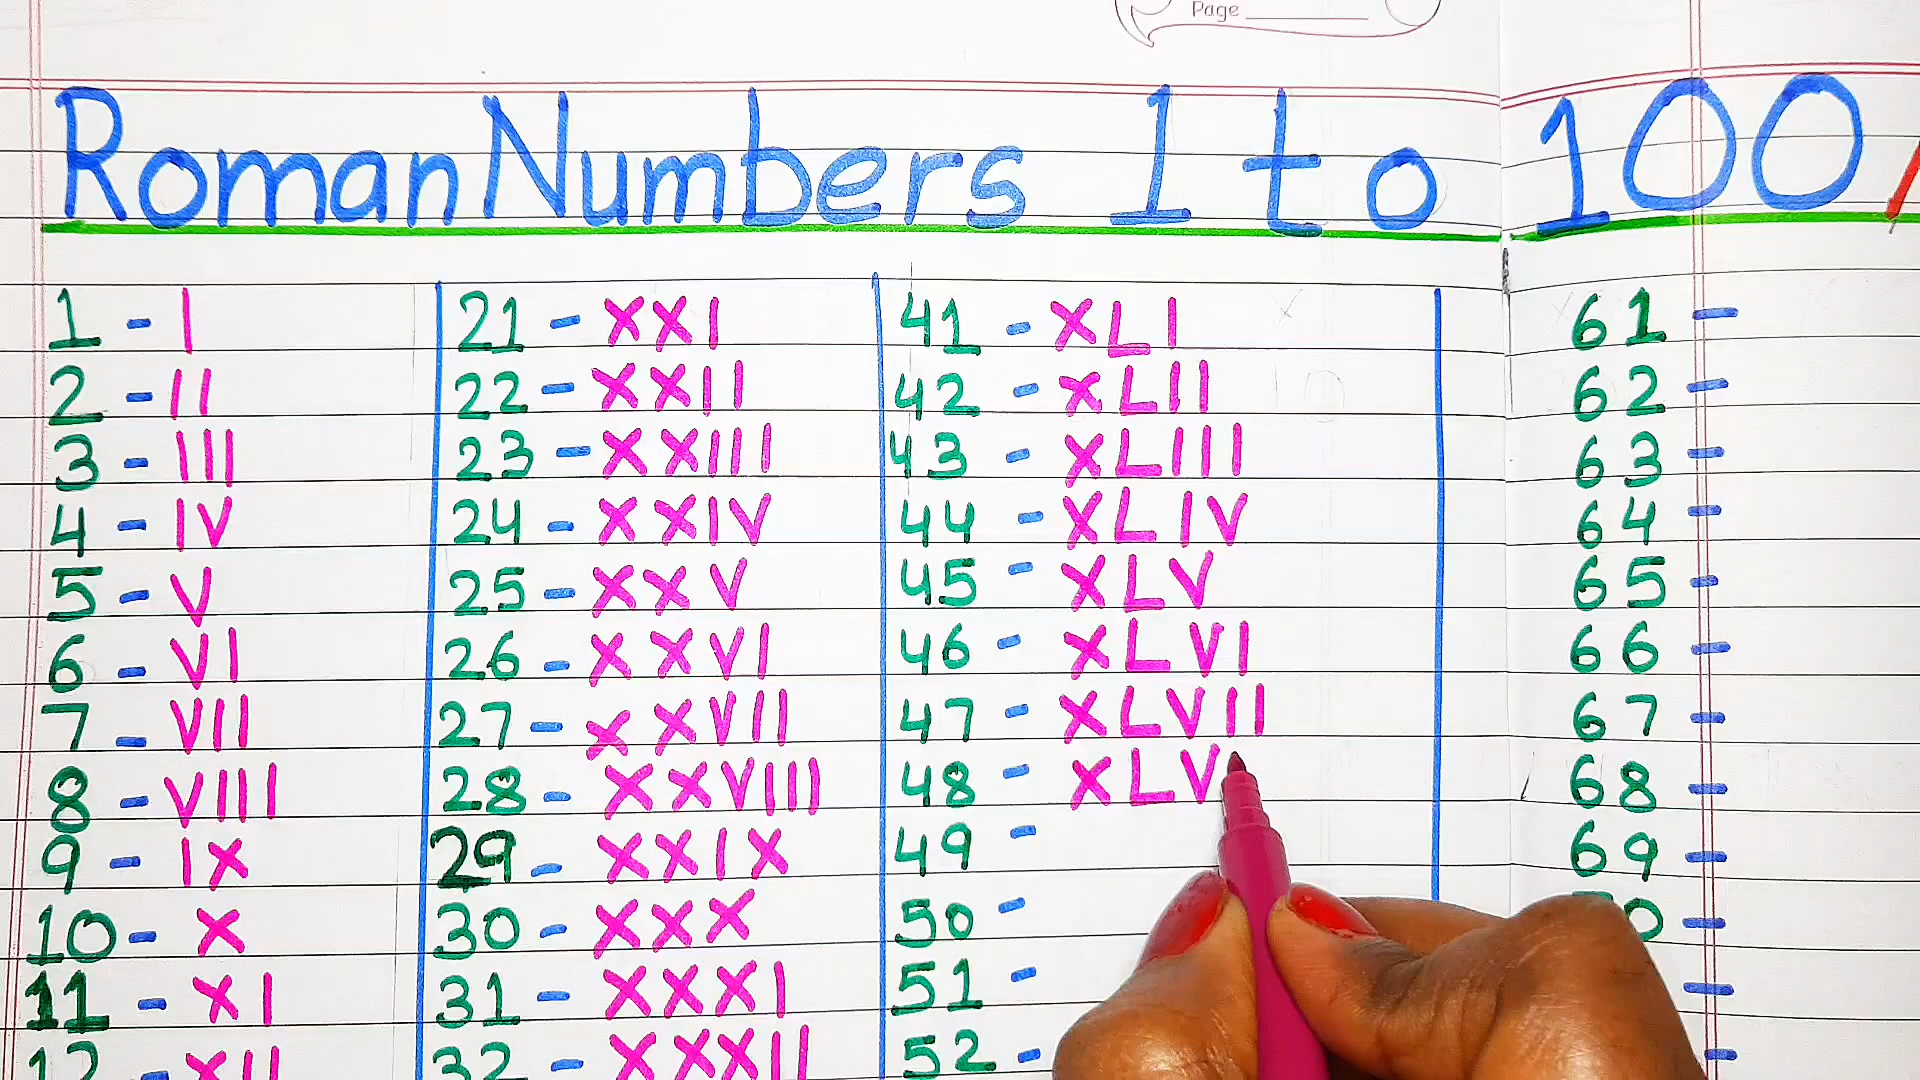 Page
Roman Numbers 1 to 100
1 - I
2 - II
3 - III
4 - IV
5 - V
6 - VI
7 - VII
8 - VIII
9 - IX
10 - X
11 - XI
12 - XII
21 - XXI
22 - XXII
23 - XXIII
24 - XXIV
25 - XXV
26 - XXVI
27 - XXVII
28 - XXVIII
29 - XXIX
30 - XXX
31 - XXXI
32 - XXXII
41 - XLI
42 - XLII
43 - XLIII
44 - XLIV
45 - XLV
46 - XLVI
47 - XLVII
48 - XLV
49 -
50 -
51 -
52 -
61 -
62 -
63 -
64 -
65 -
66 -
67 -
68 -
69 -